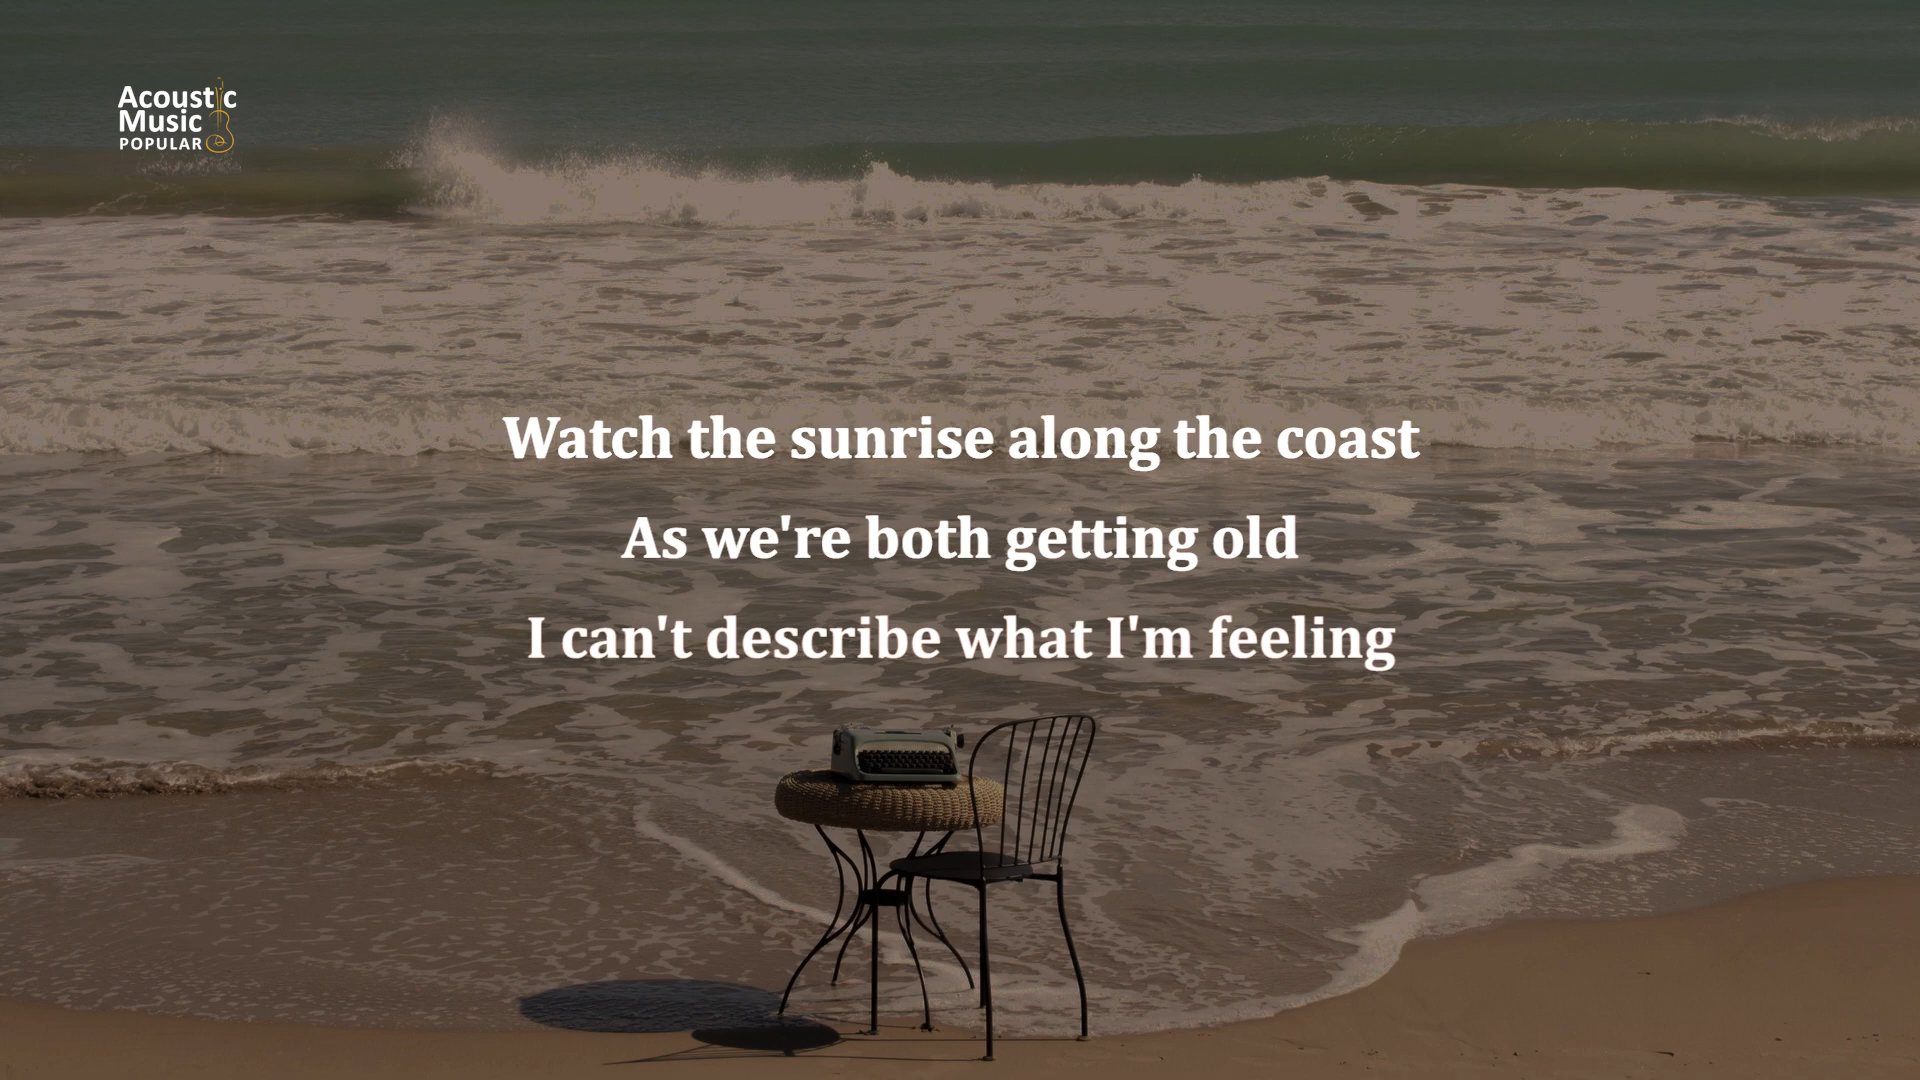 Acoustic
Music
POPULAR
Watch the sunrise along the coast
As we're both getting old
I can't describe what I'm feeling